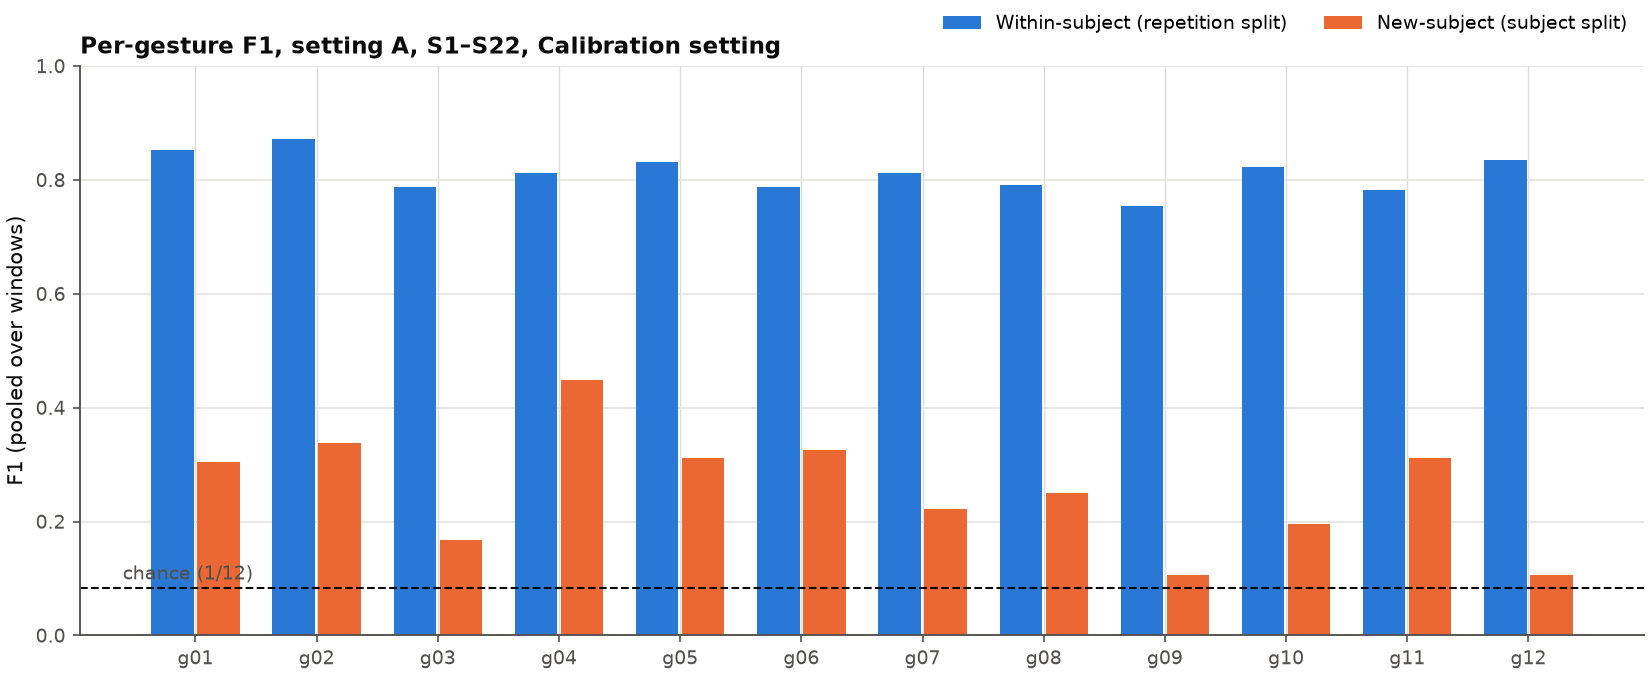 Within-subject (repetition split) New-subject (subject split)
Per-gesture F1, setting A, S1–S22, Calibration setting
F1 (pooled over windows)
1.0
0.8
0.6
0.4
0.2
0.0
chance (1/12)
g01 g02 g03 g04 g05 g06 g07 g08 g09 g10 g11 g12